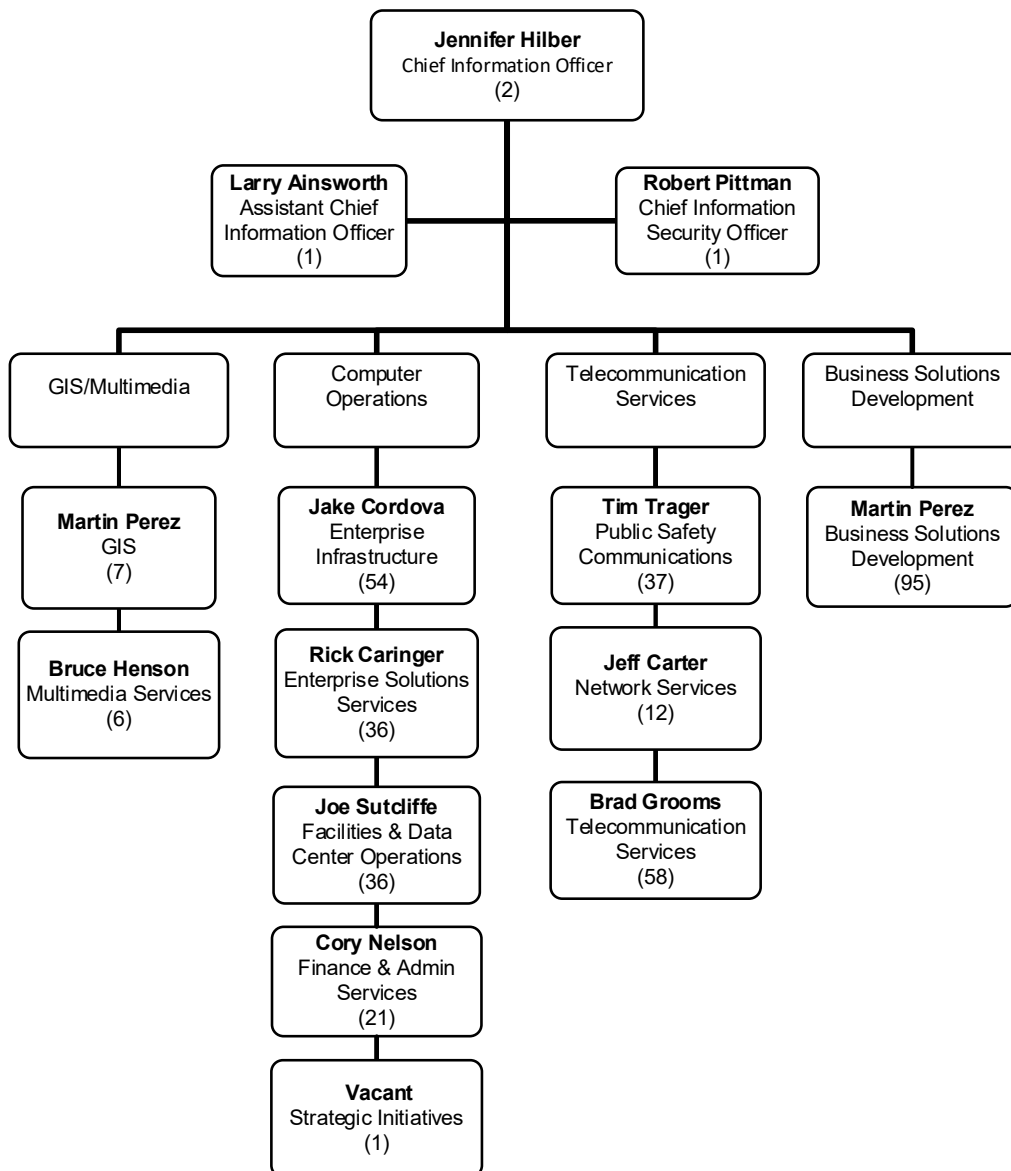 Jennifer Hilber
Chief Information Officer
(2)
Larry Ainsworth
Assistant Chief
Information Officer
(1)
Robert Pittman
Chief Information
Security Officer
(1)
GIS/Multimedia
Computer
Operations
Telecommunication
Services
Business Solutions
Development
Martin Perez
GIS
(7)
Jake Cordova
Enterprise
Infrastructure
(54)
Tim Trager
Public Safety
Communications
(37)
Martin Perez
Business Solutions
Development
(95)
Bruce Henson
Multimedia Services
(6)
Rick Caringer
Enterprise Solutions
Services
(36)
Jeff Carter
Network Services
(12)
Joe Sutcliffe
Facilities & Data
Center Operations
(36)
Brad Grooms
Telecommunication
Services
(58)
Cory Nelson
Finance & Admin
Services
(21)
Vacant
Strategic Initiatives
(1)